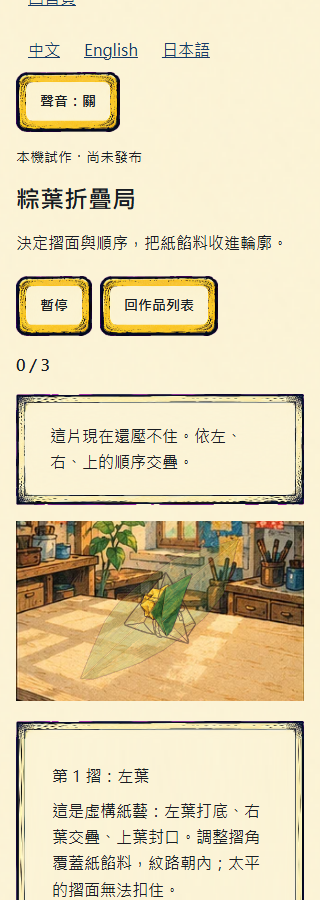 回首頁
中文 English 日本語
聲音：關
本機試作・尚未發布
粽葉折疊局
決定摺面與順序，把紙餡料收進輪廓。
暫停 回作品列表
0 / 3
這片現在還壓不住。依左、
右、上的順序交疊。
第 1 摺：左葉
這是虛構紙藝：左葉打底、右
葉交疊、上葉封口。調整摺角
覆蓋紙餡料，紋路朝內；太平
的摺面無法扣住。